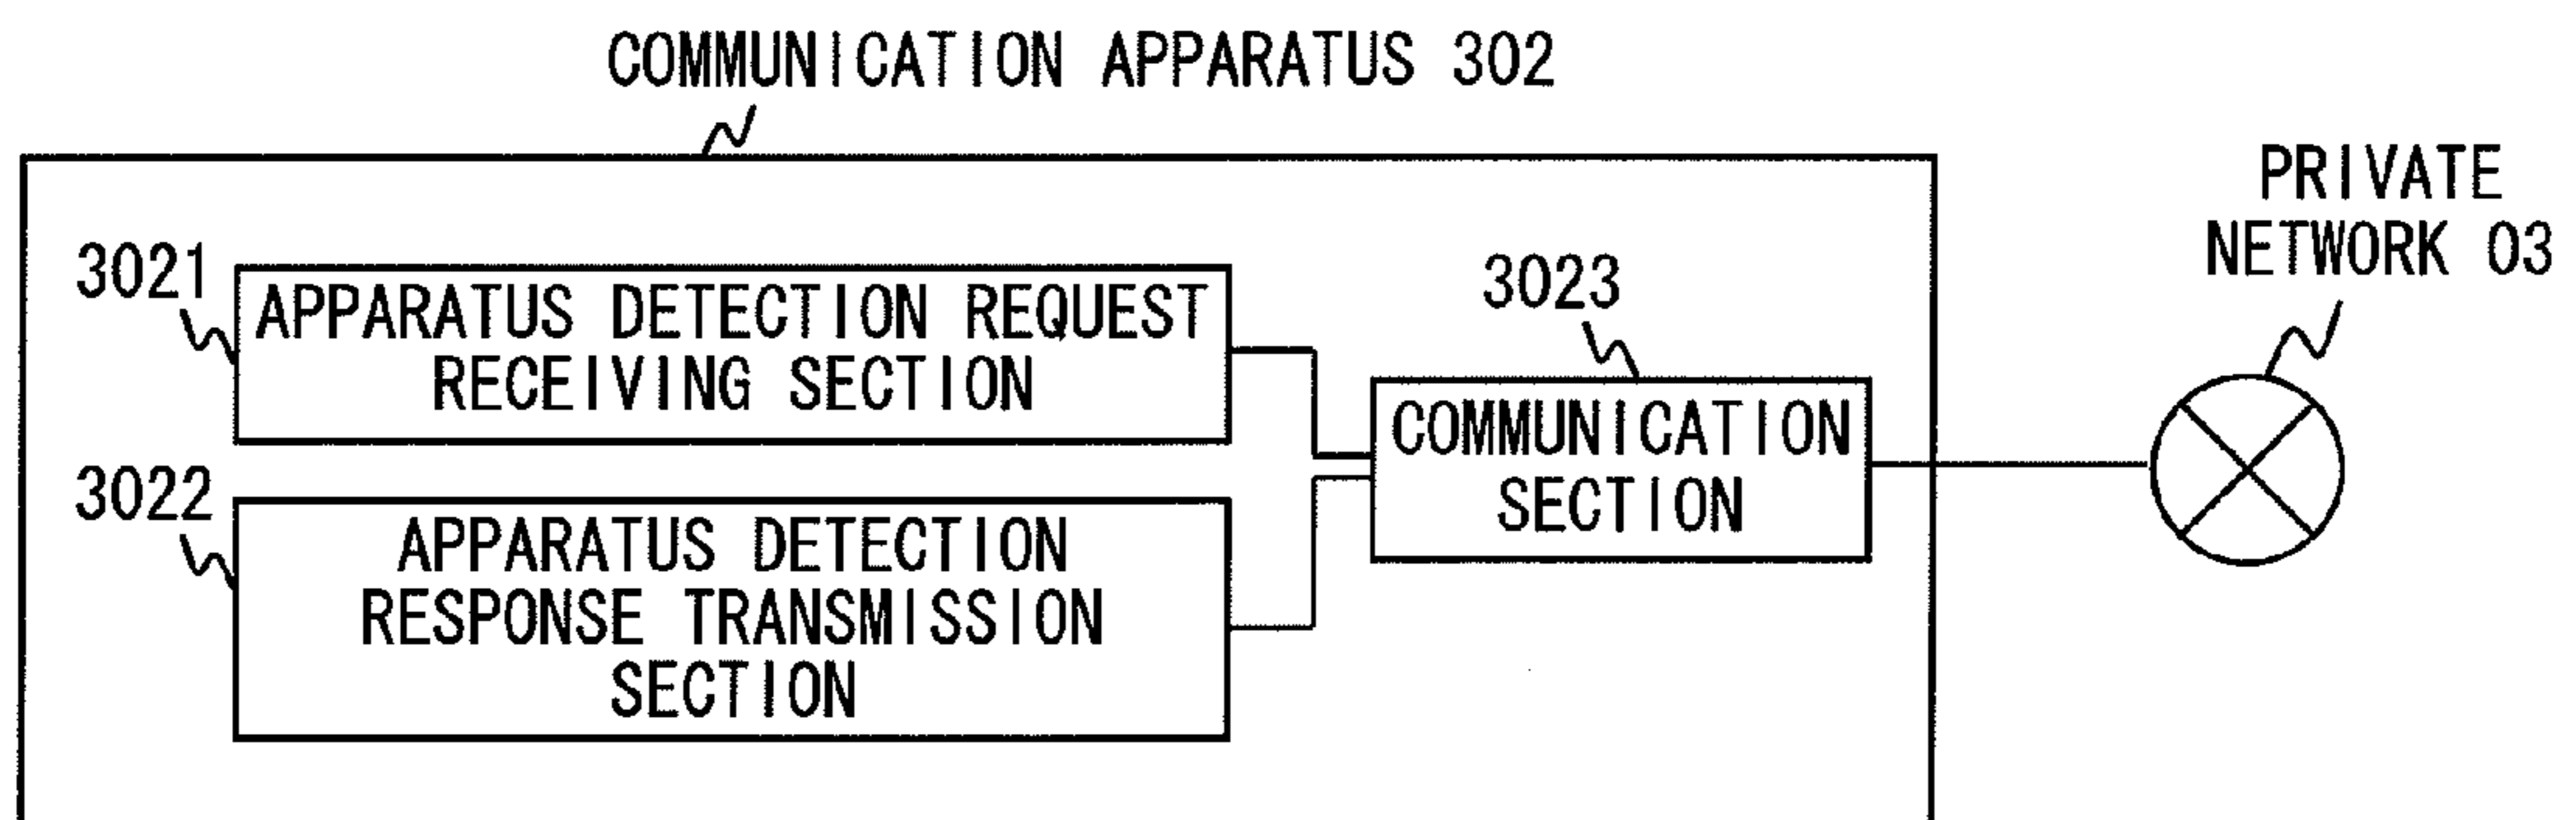 COMMUNICATION APPARATUS 302
PRIVATE
NETWORK 03
3021
APPARATUS DETECTION REQUEST
RECEIVING SECTION
3023
COMMUNICATION
SECTION
3022
APPARATUS DETECTION
RESPONSE TRANSMISSION
SECTION